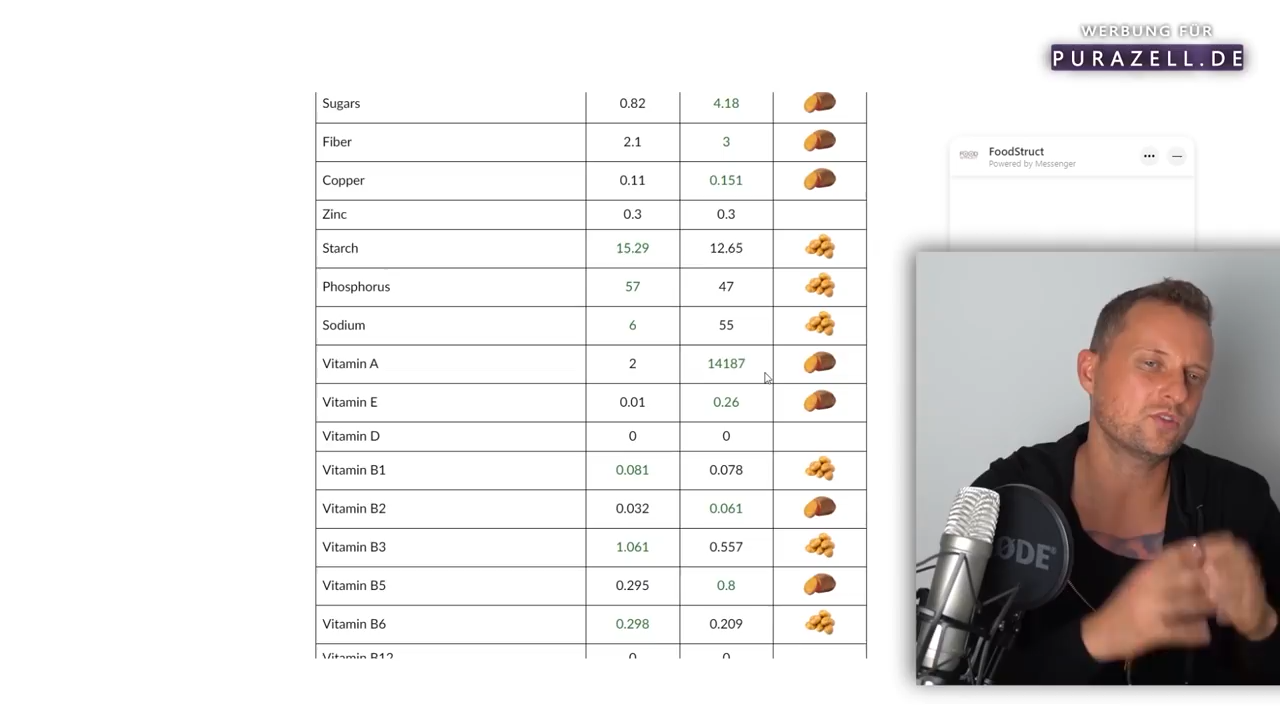 WERBUNG FÜR
PURAZELL.DE
Sugars 0.82 4.18
Fiber 2.1 3
Copper 0.11 0.151
Zinc 0.3 0.3
Starch 15.29 12.65
Phosphorus 57 47
Sodium 6 55
Vitamin A 2 14187
Vitamin E 0.01 0.26
Vitamin D 0 0
Vitamin B1 0.081 0.078
Vitamin B2 0.032 0.061
Vitamin B3 1.061 0.557
Vitamin B5 0.295 0.8
Vitamin B6 0.298 0.209
Vitamin B12 0 0
FoodStruct
Powered by Messenger
RØDE